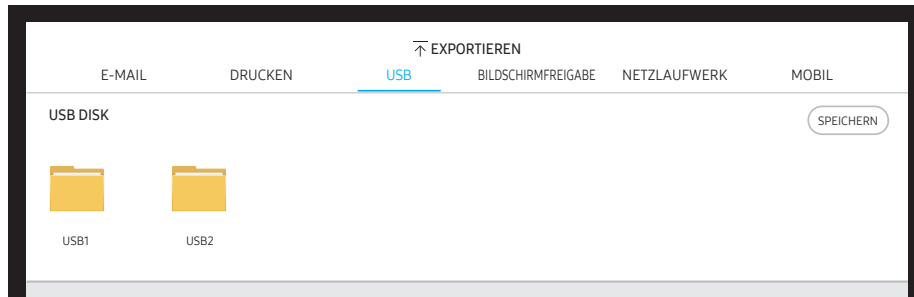 EXPORTIEREN
E-MAIL DRUCKEN USB BILDSCHIRMFREIGABE NETZLAUFWERK MOBIL
USB DISK SPEICHERN
USB1 USB2